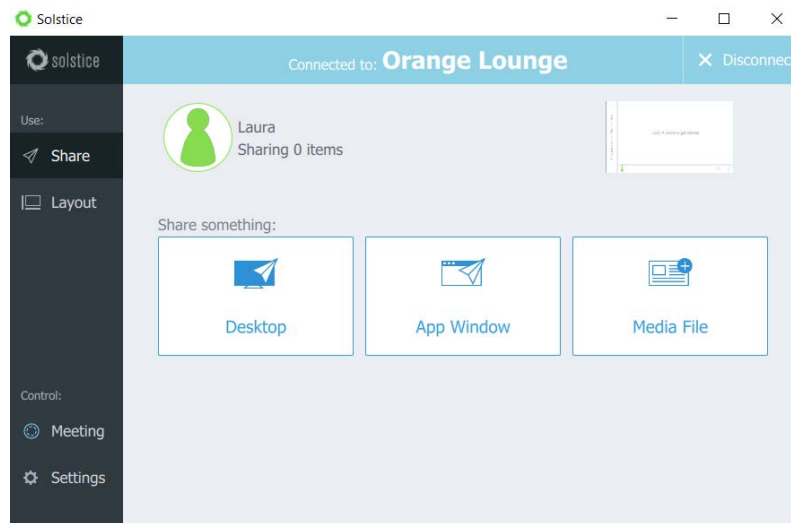 Solstice
solstice
Connected to: Orange Lounge
Disconnec
Use:
Share
Layout
Laura
Sharing 0 items
Share something:
Desktop
App Window
Media File
Control:
Meeting
Settings